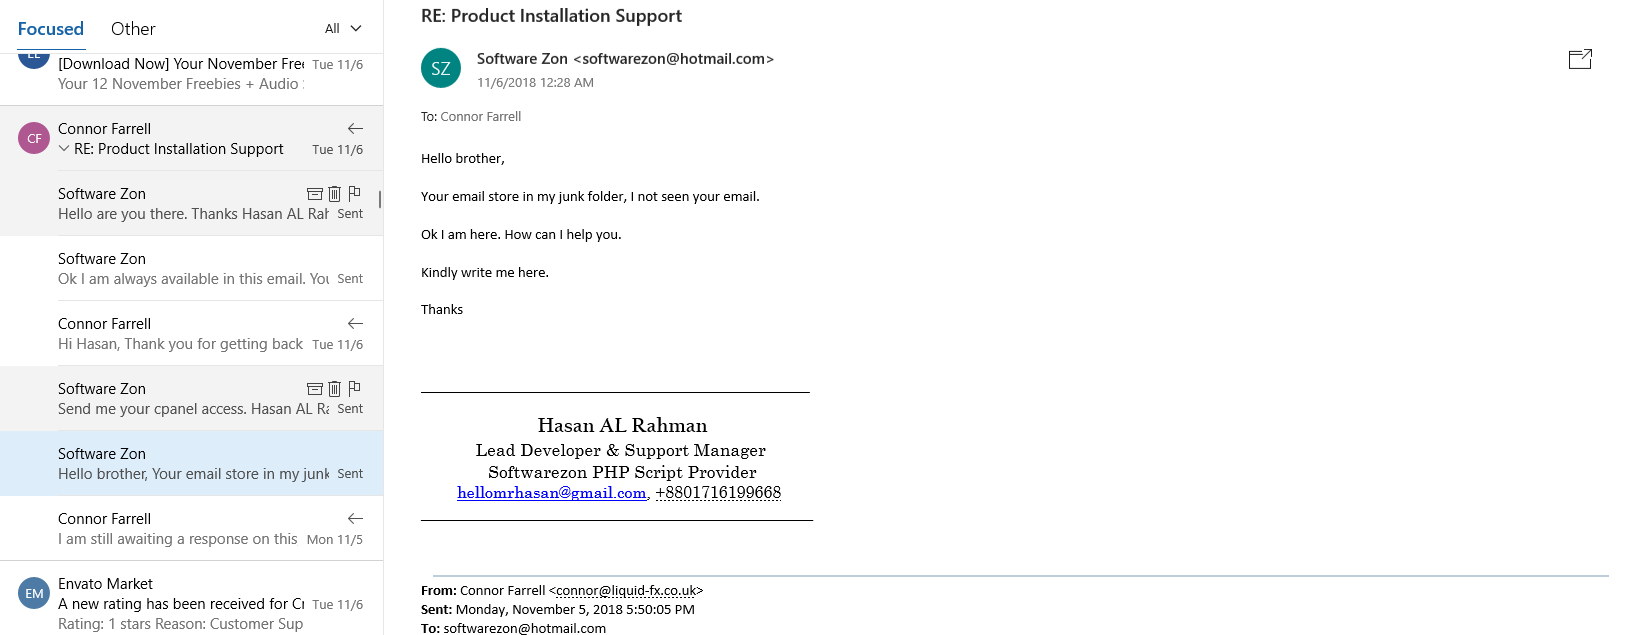 Focused Other All
EE
[Download Now] Your November Free Tue 11/6
Your 12 November Freebies + Audio
CF
Connor Farrell
RE: Product Installation Support Tue 11/6
Software Zon
Hello are you there. Thanks Hasan AL Rah Sent
Software Zon
Ok I am always available in this email. You Sent
Connor Farrell
Hi Hasan, Thank you for getting back Tue 11/6
Software Zon
Send me your cpanel access. Hasan AL Ra Sent
Software Zon
Hello brother, Your email store in my junk Sent
Connor Farrell
I am still awaiting a response on this Mon 11/5
EM
Envato Market
A new rating has been received for Cr Tue 11/6
Rating: 1 stars Reason: Customer Sup
RE: Product Installation Support
SZ
Software Zon <softwarezon@hotmail.com>
11/6/2018 12:28 AM
To: Connor Farrell
Hello brother,
Your email store in my junk folder, I not seen your email.
Ok I am here. How can I help you.
Kindly write me here.
Thanks
Hasan AL Rahman
Lead Developer & Support Manager
Softwarezon PHP Script Provider
hellomrhasan@gmail.com, +8801716199668
From: Connor Farrell <connor@liquid-fx.co.uk>
Sent: Monday, November 5, 2018 5:50:05 PM
To: softwarezon@hotmail.com